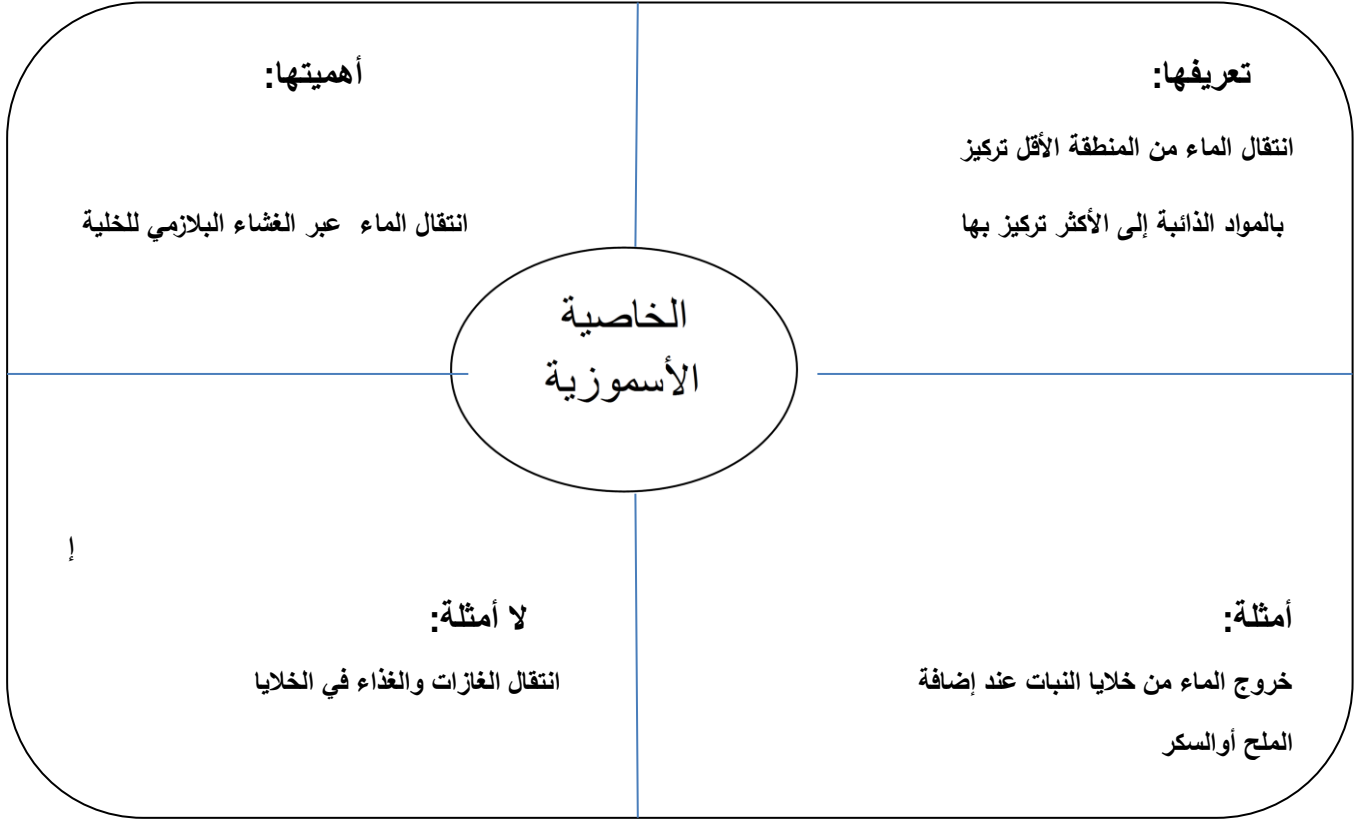 تعريفها:
انتقال الماء من المنطقة الأقل تركيز
بالمواد الذائبة إلى الأكثر تركيز بها
أهميتها:
انتقال الماء عبر الغشاء البلازمي للخلية
الخاصية
الأسموزية
أمثلة:
خروج الماء من خلايا النبات عند إضافة
الملح أوالسكر
إ
لا أمثلة:
انتقال الغازات والغذاء في الخلايا